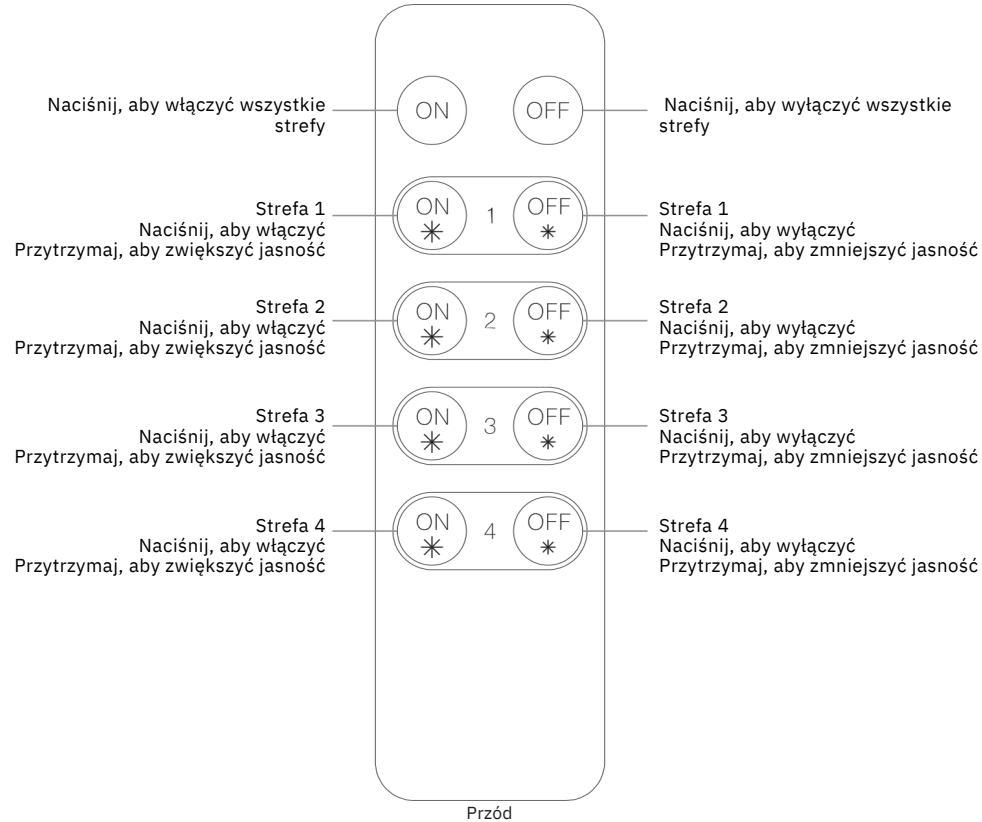 Naciśnij, aby włączyć wszystkie
strefy
ON
OFF
Naciśnij, aby wyłączyć wszystkie
strefy
Strefa 1
Naciśnij, aby włączyć
Przytrzymaj, aby zwiększyć jasność
ON
1
OFF
Strefa 1
Naciśnij, aby wyłączyć
Przytrzymaj, aby zmniejszyć jasność
Strefa 2
Naciśnij, aby włączyć
Przytrzymaj, aby zwiększyć jasność
ON
2
OFF
Strefa 2
Naciśnij, aby wyłączyć
Przytrzymaj, aby zmniejszyć jasność
Strefa 3
Naciśnij, aby włączyć
Przytrzymaj, aby zwiększyć jasność
ON
3
OFF
Strefa 3
Naciśnij, aby wyłączyć
Przytrzymaj, aby zmniejszyć jasność
Strefa 4
Naciśnij, aby włączyć
Przytrzymaj, aby zwiększyć jasność
ON
4
OFF
Strefa 4
Naciśnij, aby wyłączyć
Przytrzymaj, aby zmniejszyć jasność
Przód